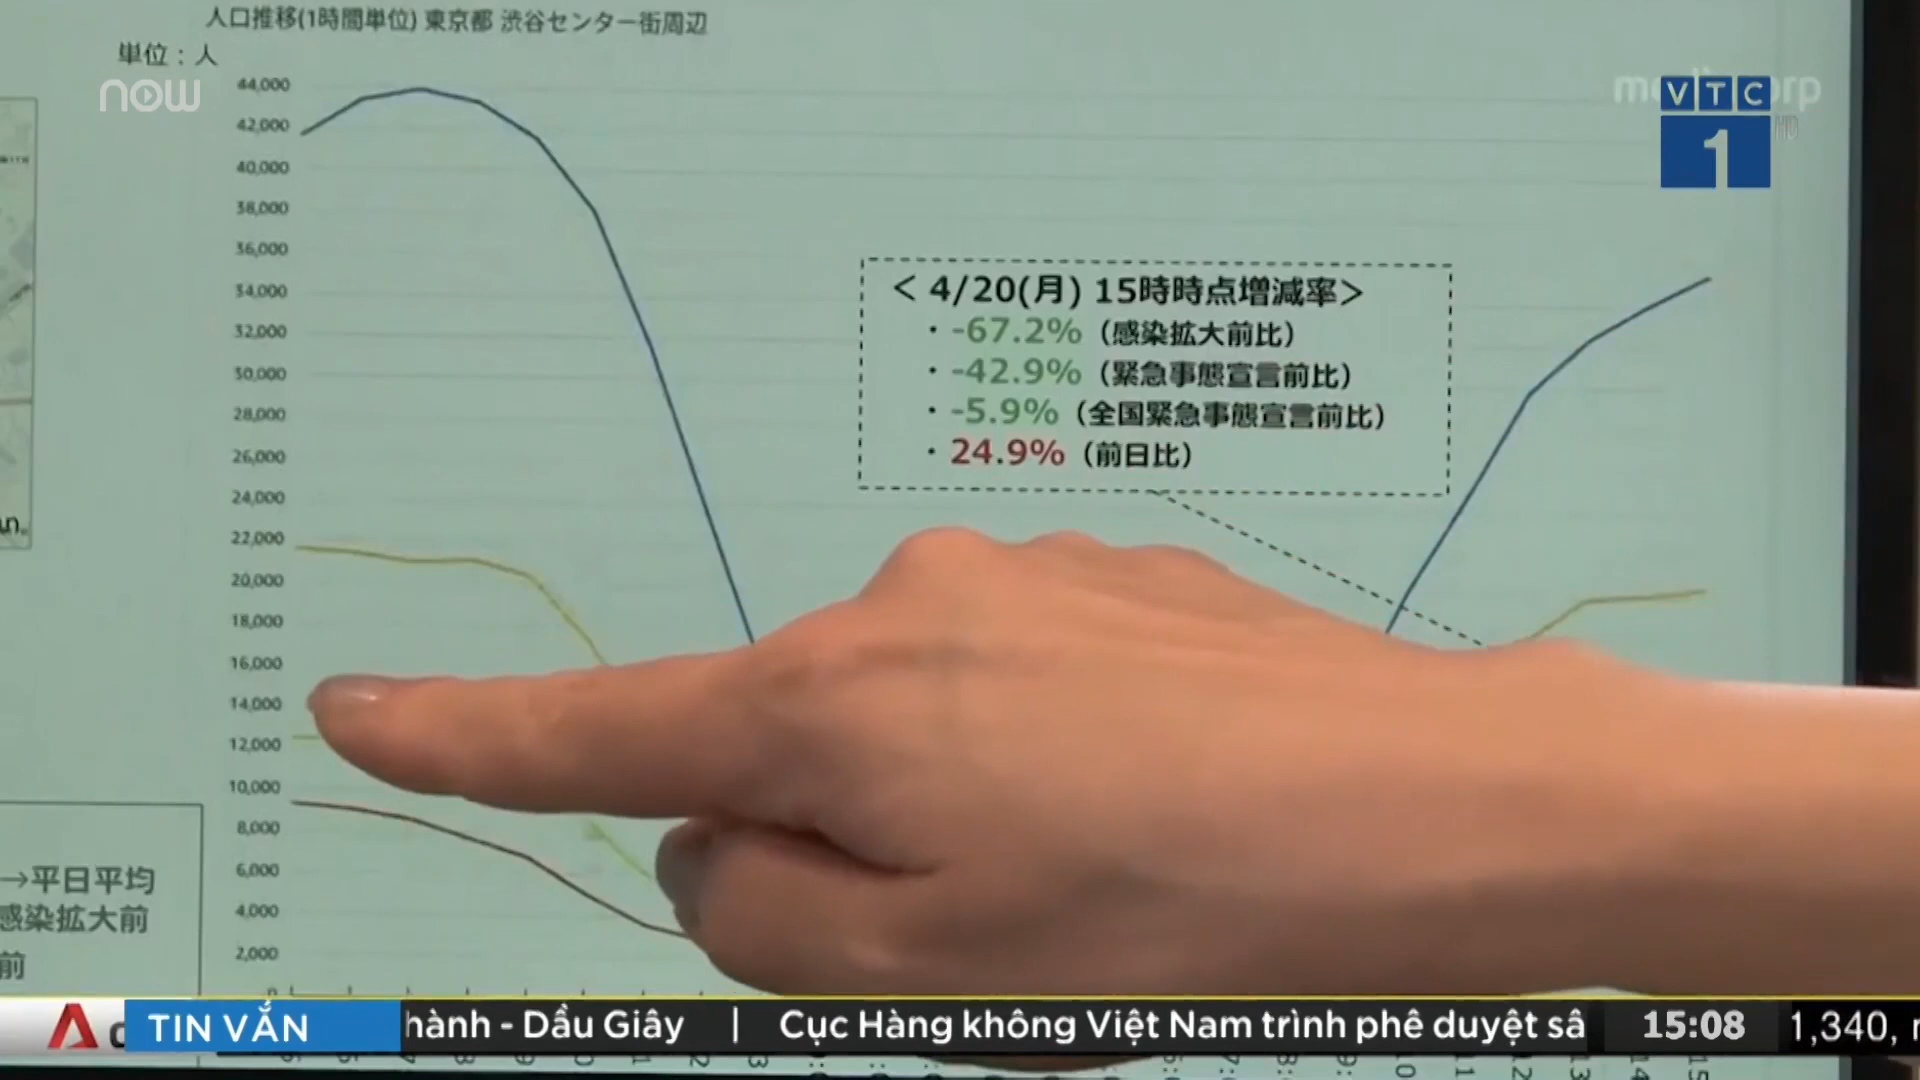 人口推移(1時間単位) 東京都 渋谷センター街周辺
単位:人
now
VTC
1
HD
44,000
42,000
40,000
38,000
36,000
34,000
32,000
30,000
28,000
26,000
24,000
22,000
20,000
18,000
16,000
14,000
12,000
10,000
8,000
6,000
4,000
2,000
< 4/20(月) 15時時点増減率>
・-67.2% (感染拡大前比)
・-42.9% (緊急事態宣言前比)
・-5.9% (全国緊急事態宣言前比)
・24.9% (前日比)
→平日平均
感染拡大前
前
TIN VẮN
hành - Dầu Giây | Cục Hàng không Việt Nam trình phê duyệt sâ
15:08
1,340,